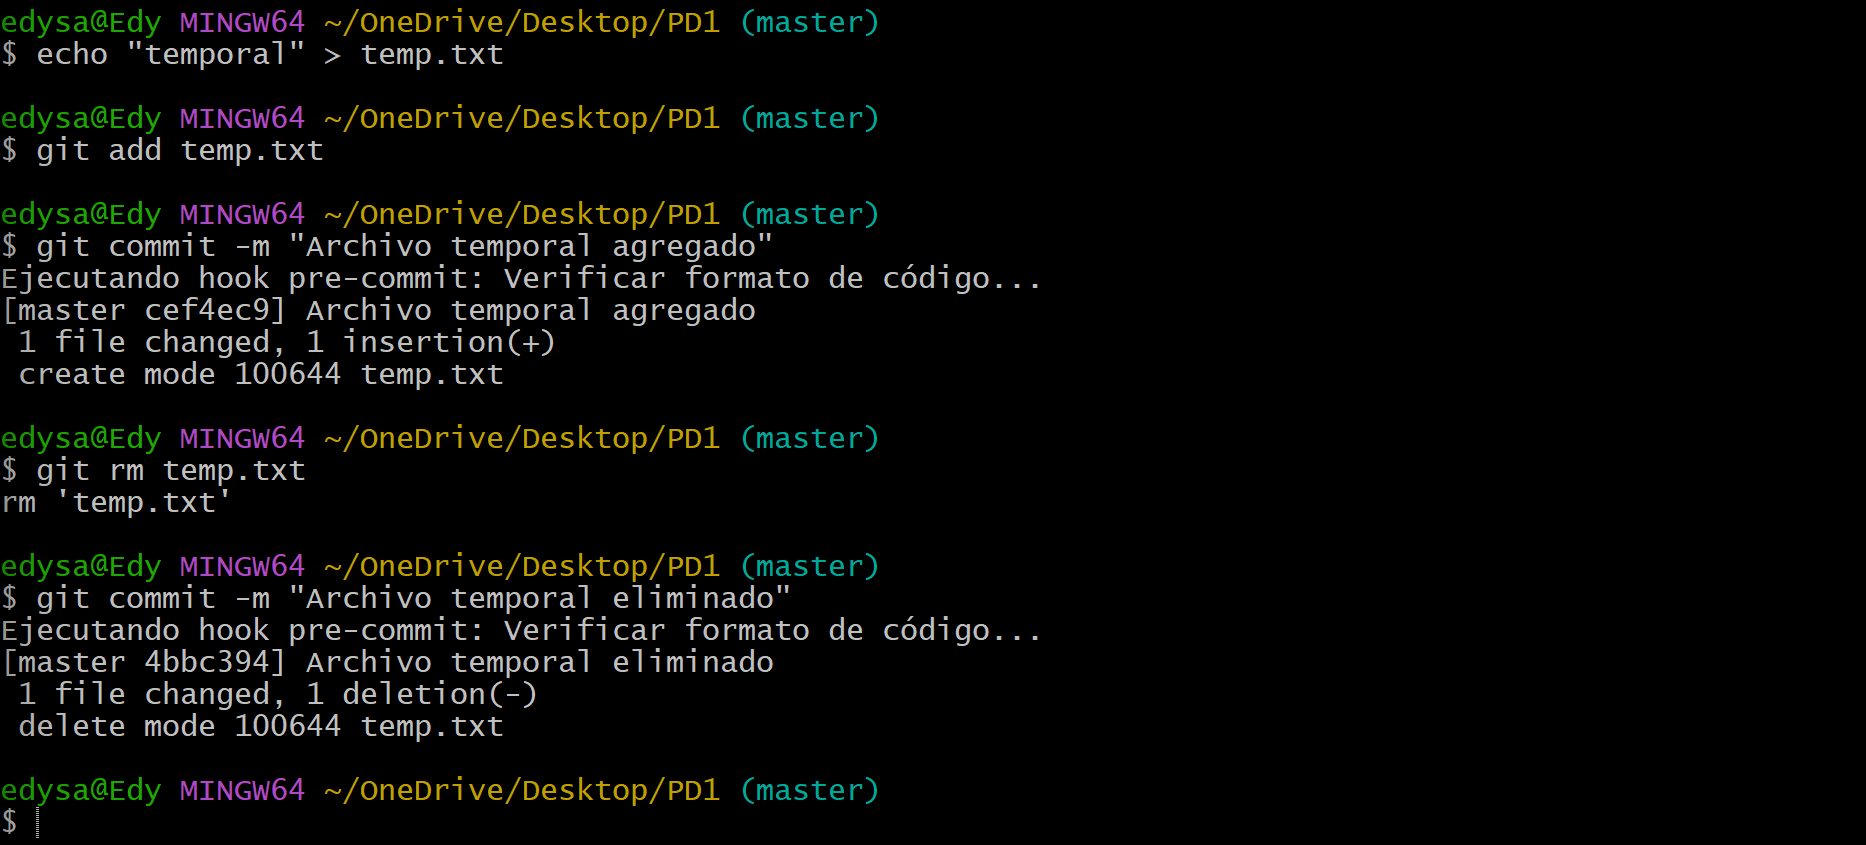 edysa@Edy MINGW64 ~/OneDrive/Desktop/PD1 (master)
$ echo "temporal" > temp.txt
edysa@Edy MINGW64 ~/OneDrive/Desktop/PD1 (master)
$ git add temp.txt
edysa@Edy MINGW64 ~/OneDrive/Desktop/PD1 (master)
$ git commit -m "Archivo temporal agregado"
Ejecutando hook pre-commit: Verificar formato de código...
[master cef4ec9] Archivo temporal agregado
 1 file changed, 1 insertion(+)
 create mode 100644 temp.txt
edysa@Edy MINGW64 ~/OneDrive/Desktop/PD1 (master)
$ git rm temp.txt
rm 'temp.txt'
edysa@Edy MINGW64 ~/OneDrive/Desktop/PD1 (master)
$ git commit -m "Archivo temporal eliminado"
Ejecutando hook pre-commit: Verificar formato de código...
[master 4bbc394] Archivo temporal eliminado
 1 file changed, 1 deletion(-)
 delete mode 100644 temp.txt
edysa@Edy MINGW64 ~/OneDrive/Desktop/PD1 (master)
$